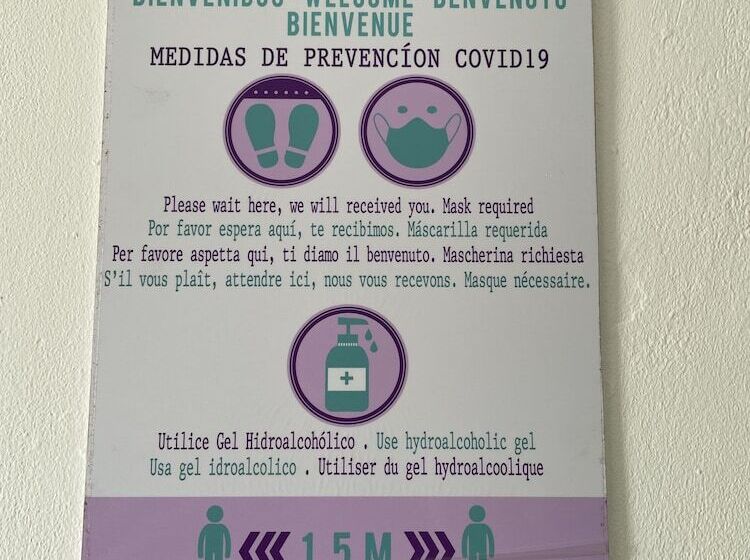 BIENVENIDOS WELCOME BENVENUTO
BIENVENUE
MEDIDAS DE PREVENCÍON COVID19
Please wait here, we will received you. Mask required
Por favor espera aquí, te recibimos. Máscarilla requerida
Per favore aspetta qui, ti diamo il benvenuto. Mascherina richiesta
S'il vous plaît, attendre ici, nous vous recevons. Masque nécessaire.
Utilice Gel Hidroalcohólico . Use hydroalcoholic gel
Usa gel idroalcolico . Utiliser du gel hydroalcoolique
1,5 M